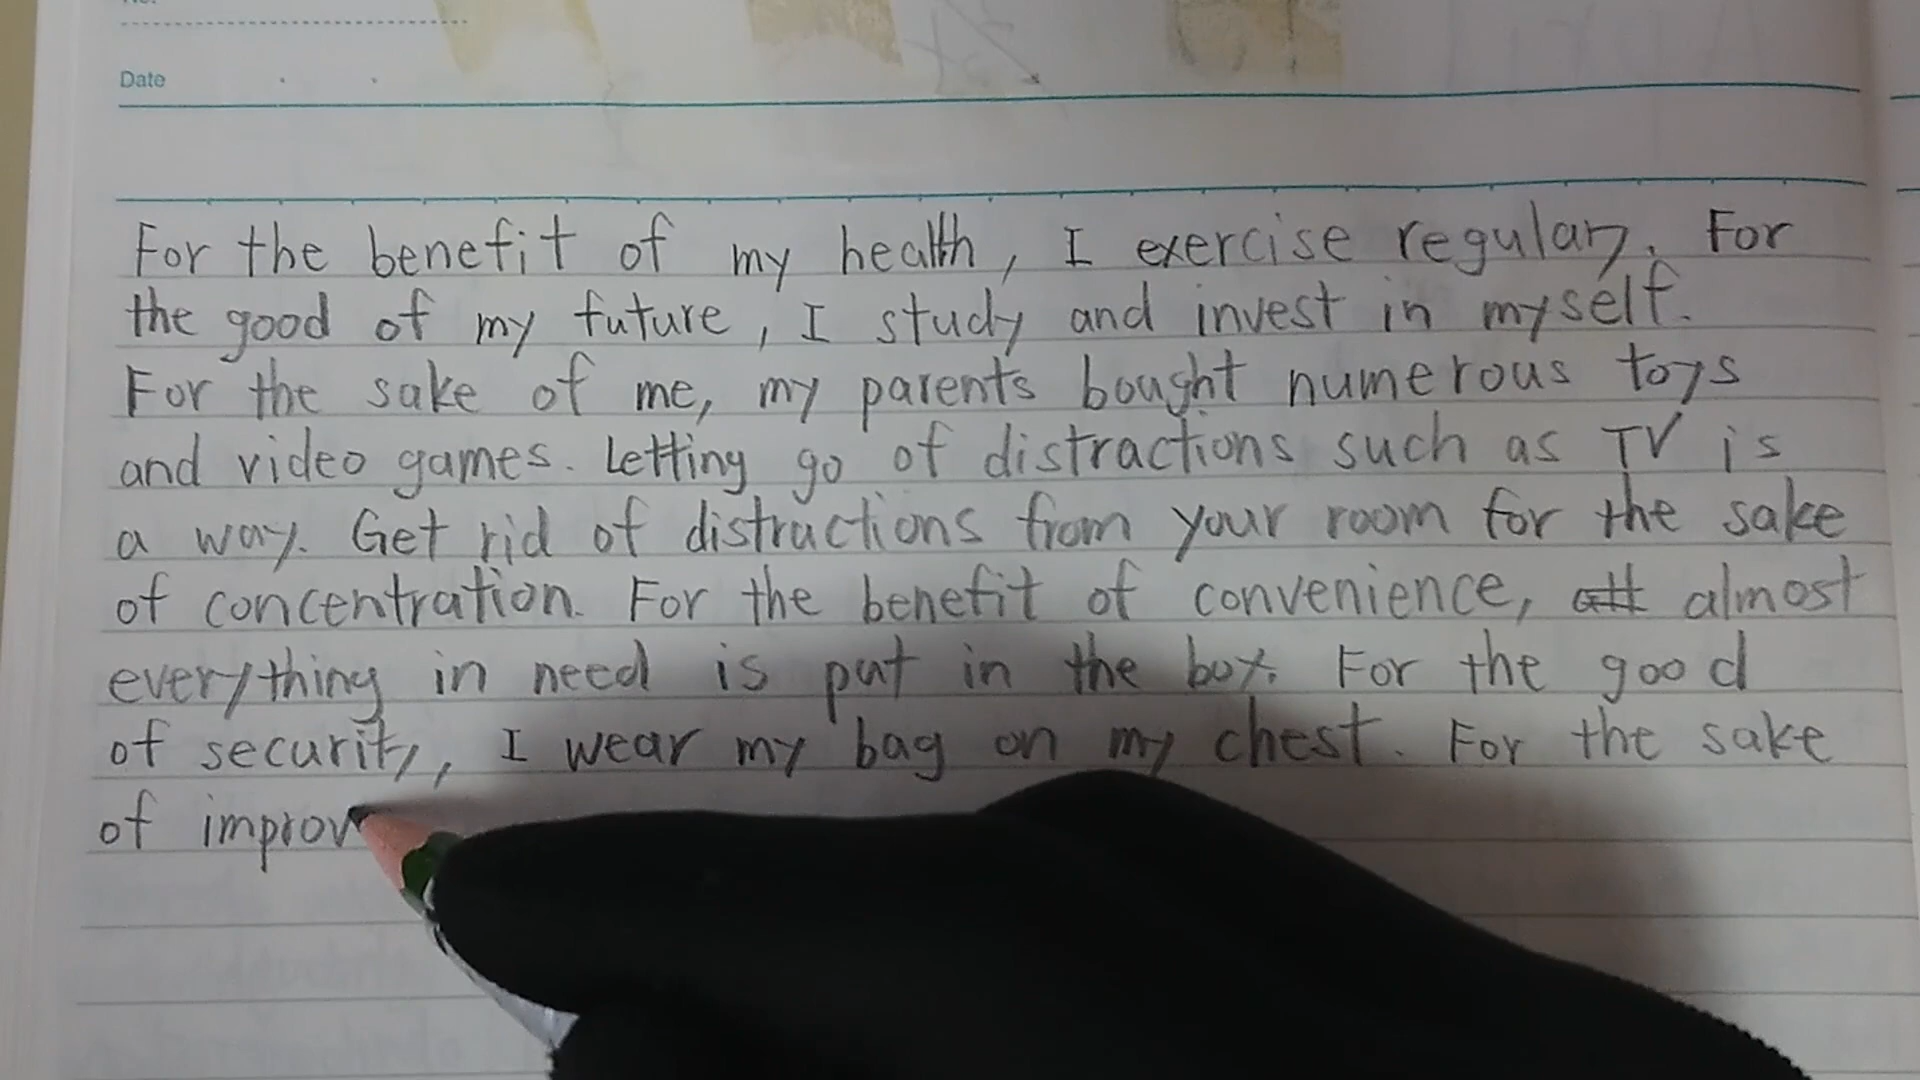 Date
For the benefit of my health, I exercise regulary. For
the good of my future, I study and invest in myself.
For the sake of me, my parents bought numerous toys
and video games. Letting go of distractions such as TV is
a way. Get rid of distractions from your room for the sake
of concentration. For the benefit of convenience, almost
everything in need is put in the box. For the good
of security, I wear my bag on my chest. For the sake
of improv